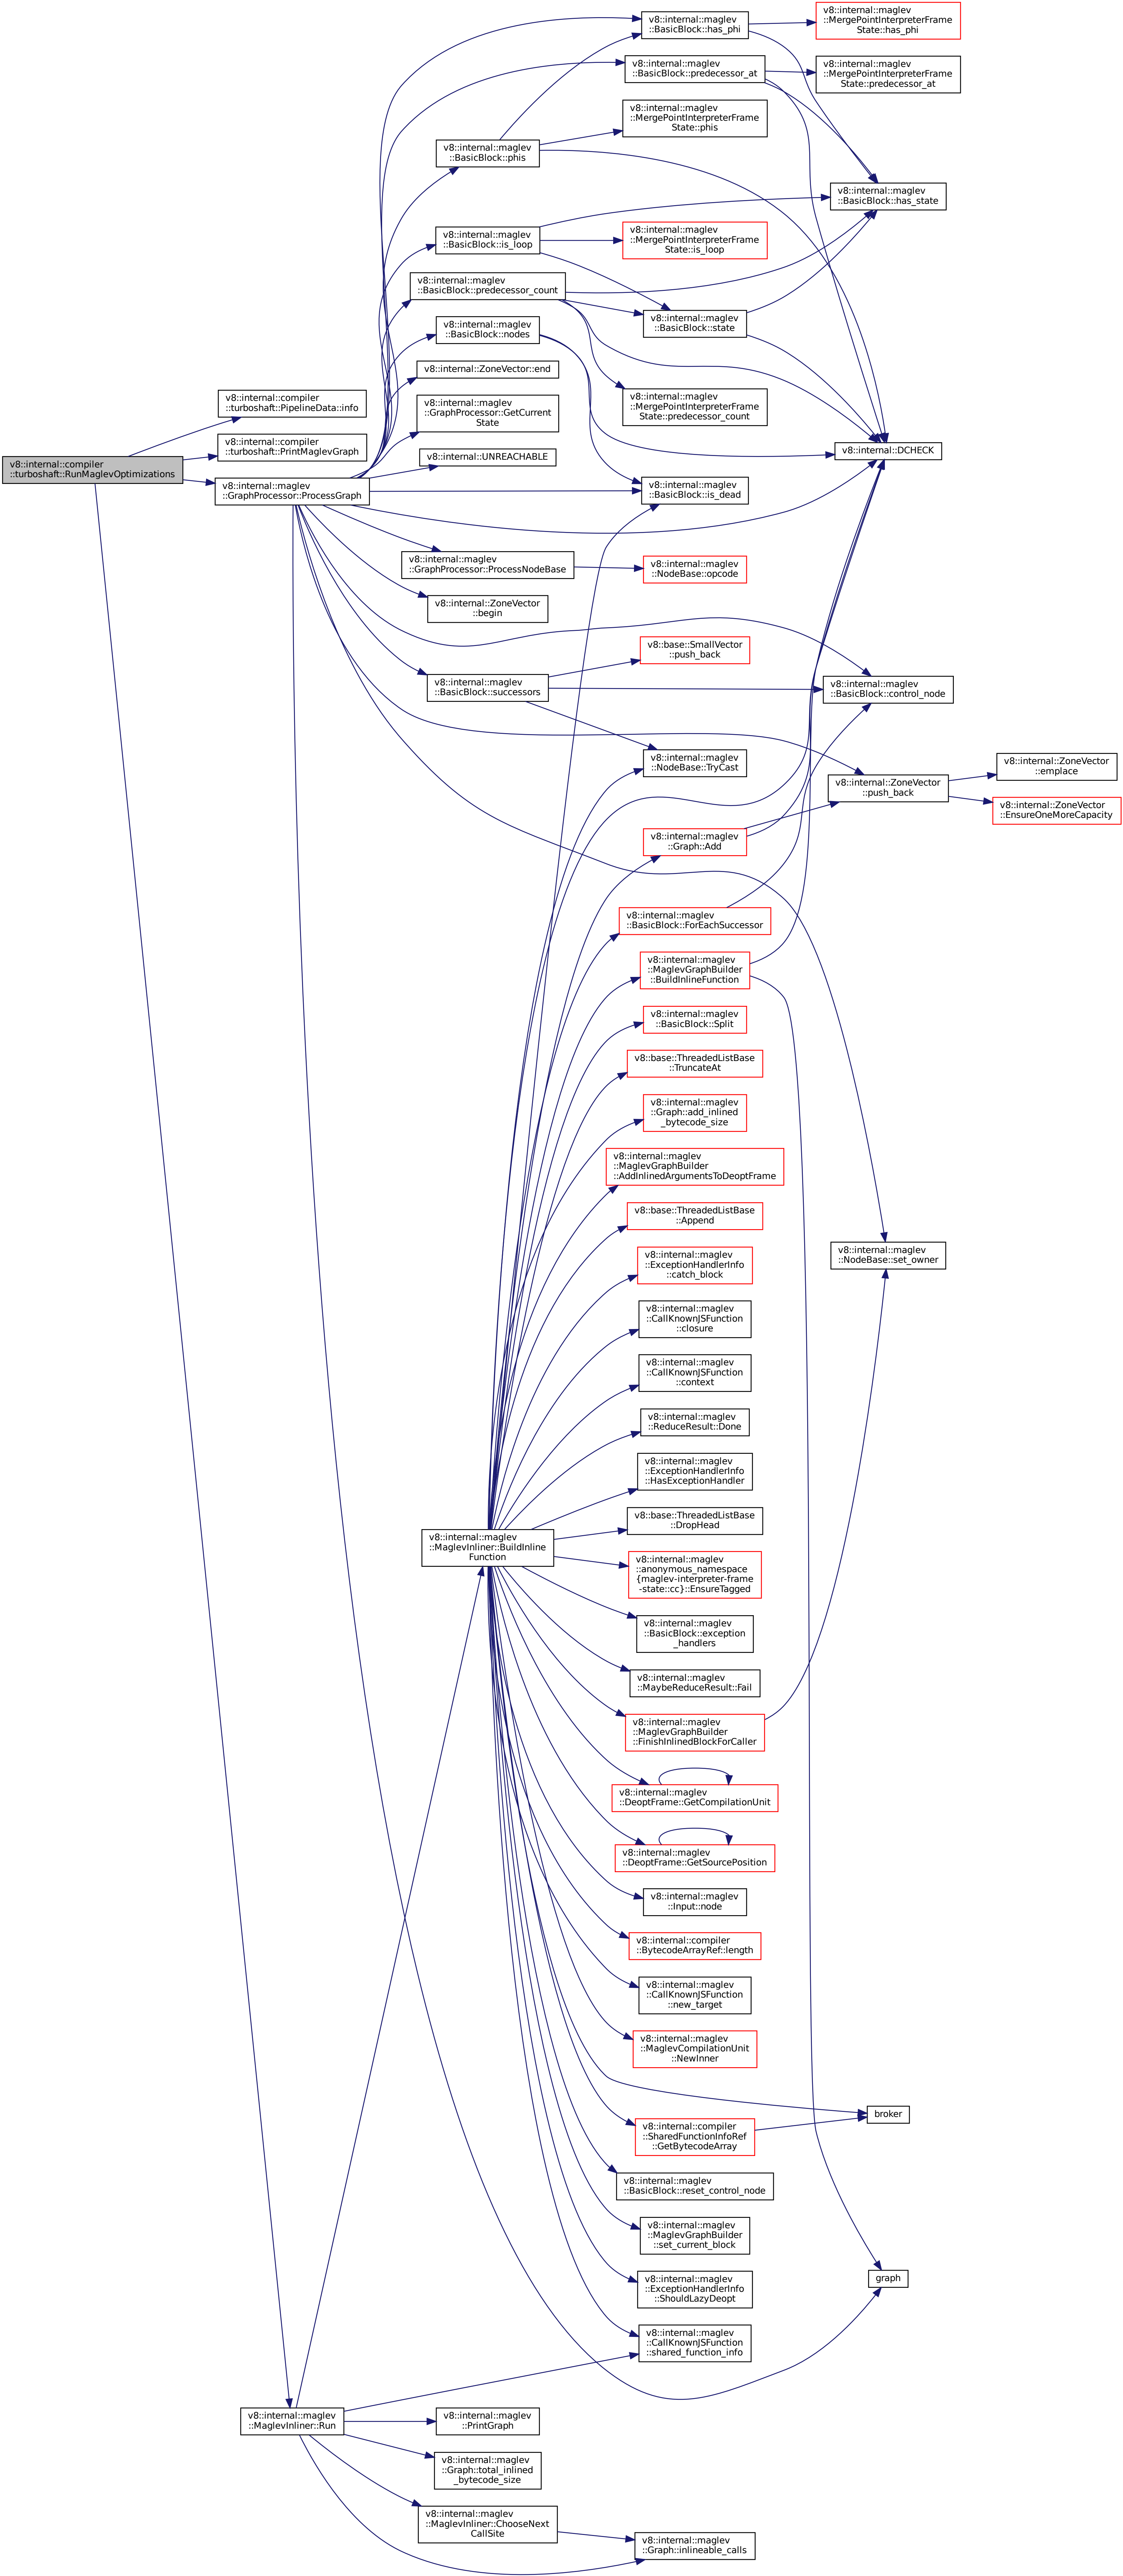 v8::internal::maglev
::BasicBlock::has_phi
v8::internal::maglev
::MergePointInterpreterFrame
State::has_phi
v8::internal::maglev
::BasicBlock::predecessor_at
v8::internal::maglev
::MergePointInterpreterFrame
State::predecessor_at
v8::internal::maglev
::MergePointInterpreterFrame
State::phis
v8::internal::maglev
::BasicBlock::phis
v8::internal::maglev
::BasicBlock::has_state
v8::internal::maglev
::BasicBlock::is_loop
v8::internal::maglev
::MergePointInterpreterFrame
State::is_loop
v8::internal::maglev
::BasicBlock::predecessor_count
v8::internal::maglev
::BasicBlock::state
v8::internal::maglev
::BasicBlock::nodes
v8::internal::ZoneVector::end
v8::internal::maglev
::MergePointInterpreterFrame
State::predecessor_count
v8::internal::compiler
::turboshaft::PipelineData::info
v8::internal::maglev
::GraphProcessor::GetCurrent
State
v8::internal::compiler
::turboshaft::PrintMaglevGraph
v8::internal::DCHECK
v8::internal::UNREACHABLE
v8::internal::compiler
::turboshaft::RunMaglevOptimizations
v8::internal::maglev
::GraphProcessor::ProcessGraph
v8::internal::maglev
::BasicBlock::is_dead
v8::internal::maglev
::GraphProcessor::ProcessNodeBase
v8::internal::maglev
::NodeBase::opcode
v8::internal::ZoneVector
::begin
v8::base::SmallVector
::push_back
v8::internal::maglev
::BasicBlock::successors
v8::internal::maglev
::BasicBlock::control_node
v8::internal::maglev
::NodeBase::TryCast
v8::internal::ZoneVector
::emplace
v8::internal::ZoneVector
::push_back
v8::internal::ZoneVector
::EnsureOneMoreCapacity
v8::internal::maglev
::Graph::Add
v8::internal::maglev
::BasicBlock::ForEachSuccessor
v8::internal::maglev
::MaglevGraphBuilder
::BuildInlineFunction
v8::internal::maglev
::BasicBlock::Split
v8::base::ThreadedListBase
::TruncateAt
v8::internal::maglev
::Graph::add_inlined
_bytecode_size
v8::internal::maglev
::MaglevGraphBuilder
::AddInlinedArgumentsToDeoptFrame
v8::base::ThreadedListBase
::Append
v8::internal::maglev
::NodeBase::set_owner
v8::internal::maglev
::ExceptionHandlerInfo
::catch_block
v8::internal::maglev
::CallKnownJSFunction
::closure
v8::internal::maglev
::CallKnownJSFunction
::context
v8::internal::maglev
::ReduceResult::Done
v8::internal::maglev
::ExceptionHandlerInfo
::HasExceptionHandler
v8::base::ThreadedListBase
::DropHead
v8::internal::maglev
::MaglevInliner::BuildInline
Function
v8::internal::maglev
::anonymous_namespace
{maglev-interpreter-frame
-state::cc}::EnsureTagged
v8::internal::maglev
::BasicBlock::exception
_handlers
v8::internal::maglev
::MaybeReduceResult::Fail
v8::internal::maglev
::MaglevGraphBuilder
::FinishInlinedBlockForCaller
v8::internal::maglev
::DeoptFrame::GetCompilationUnit
v8::internal::maglev
::DeoptFrame::GetSourcePosition
v8::internal::maglev
::Input::node
v8::internal::compiler
::BytecodeArrayRef::length
v8::internal::maglev
::CallKnownJSFunction
::new_target
v8::internal::maglev
::MaglevCompilationUnit
::NewInner
broker
v8::internal::compiler
::SharedFunctionInfoRef
::GetBytecodeArray
v8::internal::maglev
::BasicBlock::reset_control_node
v8::internal::maglev
::MaglevGraphBuilder
::set_current_block
graph
v8::internal::maglev
::ExceptionHandlerInfo
::ShouldLazyDeopt
v8::internal::maglev
::CallKnownJSFunction
::shared_function_info
v8::internal::maglev
::MaglevInliner::Run
v8::internal::maglev
::PrintGraph
v8::internal::maglev
::Graph::total_inlined
_bytecode_size
v8::internal::maglev
::MaglevInliner::ChooseNext
CallSite
v8::internal::maglev
::Graph::inlineable_calls